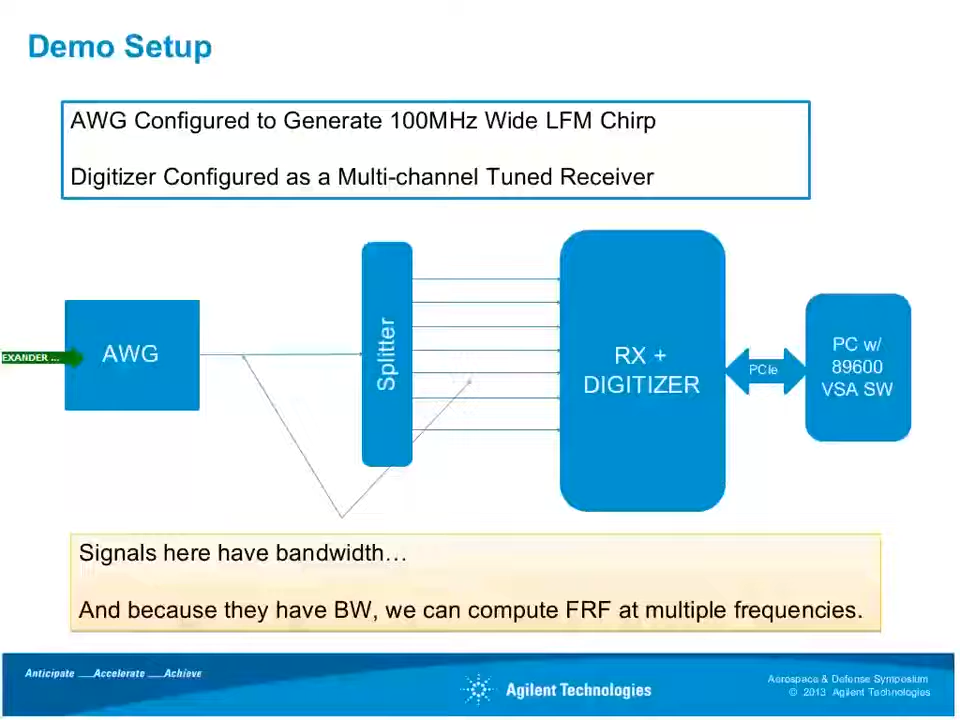 Demo Setup
AWG Configured to Generate 100MHz Wide LFM Chirp
Digitizer Configured as a Multi-channel Tuned Receiver
EXANDER ...
AWG
Splitter
RX +
DIGITIZER
PCIe
PC w/
89600
VSA SW
Signals here have bandwidth…
And because they have BW, we can compute FRF at multiple frequencies.
Anticipate ___Accelerate ___Achieve
Agilent Technologies
Aerospace & Defense Symposium
© 2013 Agilent Technologies